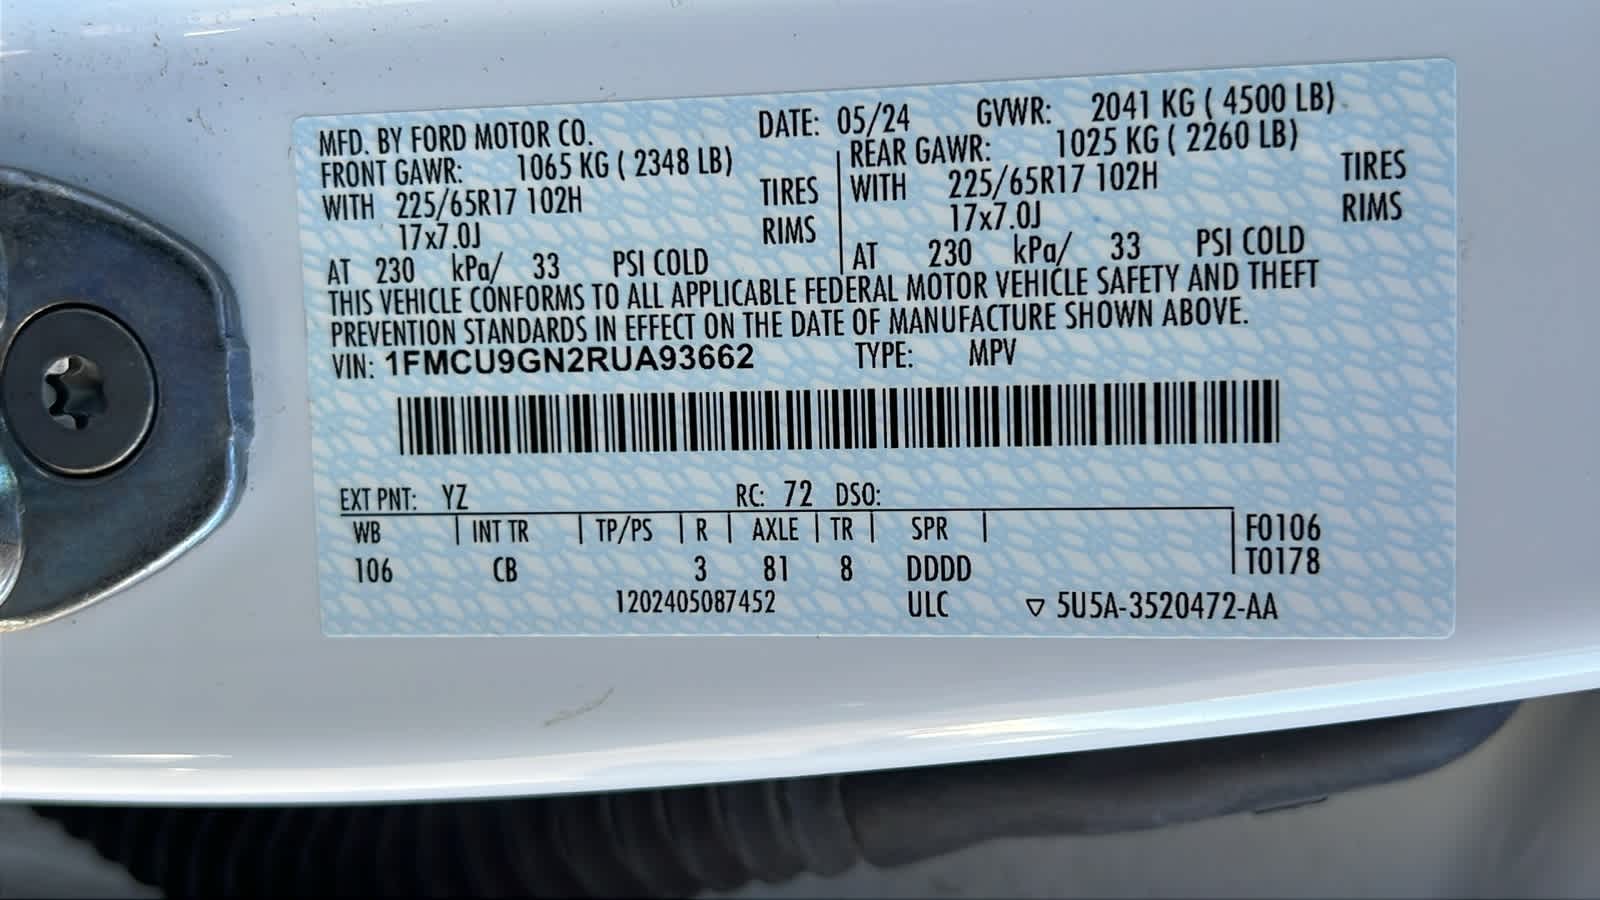 MFD. BY FORD MOTOR CO. DATE: 05/24 GVWR: 2041 KG ( 4500 LB)
FRONT GAWR: 1065 KG ( 2348 LB) REAR GAWR: 1025 KG ( 2260 LB)
WITH 225/65R17 102H TIRES WITH 225/65R17 102H TIRES
17x7.0J RIMS 17x7.0J RIMS
AT 230 kPa/ 33 PSI COLD AT 230 kPa/ 33 PSI COLD
THIS VEHICLE CONFORMS TO ALL APPLICABLE FEDERAL MOTOR VEHICLE SAFETY AND THEFT
PREVENTION STANDARDS IN EFFECT ON THE DATE OF MANUFACTURE SHOWN ABOVE.
VIN: 1FMCU9GN2RUA93662 TYPE: MPV
EXT PNT: YZ RC: 72 DSO:
WB INT TR TP/PS R AXLE TR SPR F0106
106 CB 3 81 8 DDDD T0178
1202405087452 ULC ▽ 5U5A-3520472-AA